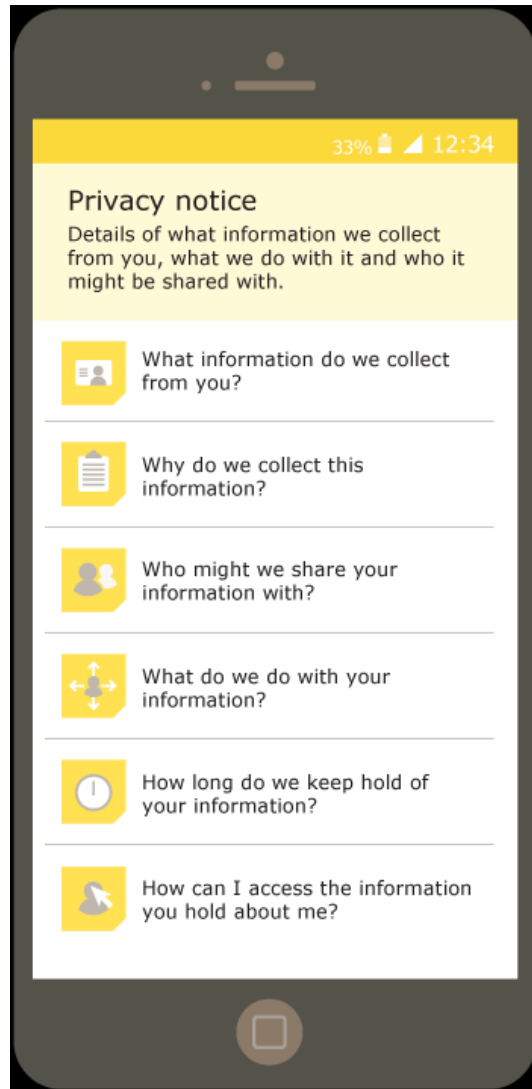 33% 12:34
Privacy notice
Details of what information we collect
from you, what we do with it and who it
might be shared with.
What information do we collect
from you?
Why do we collect this
information?
Who might we share your
information with?
What do we do with your
information?
How long do we keep hold of
your information?
How can I access the information
you hold about me?